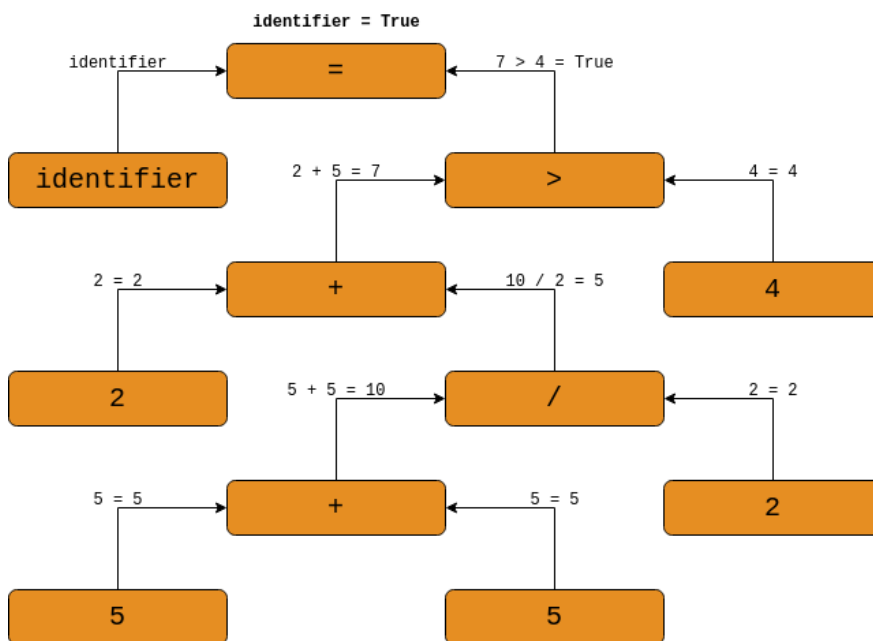 identifier = True
identifier
=
7 > 4 = True
identifier
2 + 5 = 7
>
4 = 4
2 = 2
+
10 / 2 = 5
4
2
5 + 5 = 10
/
2 = 2
5 = 5
+
5 = 5
2
5
5